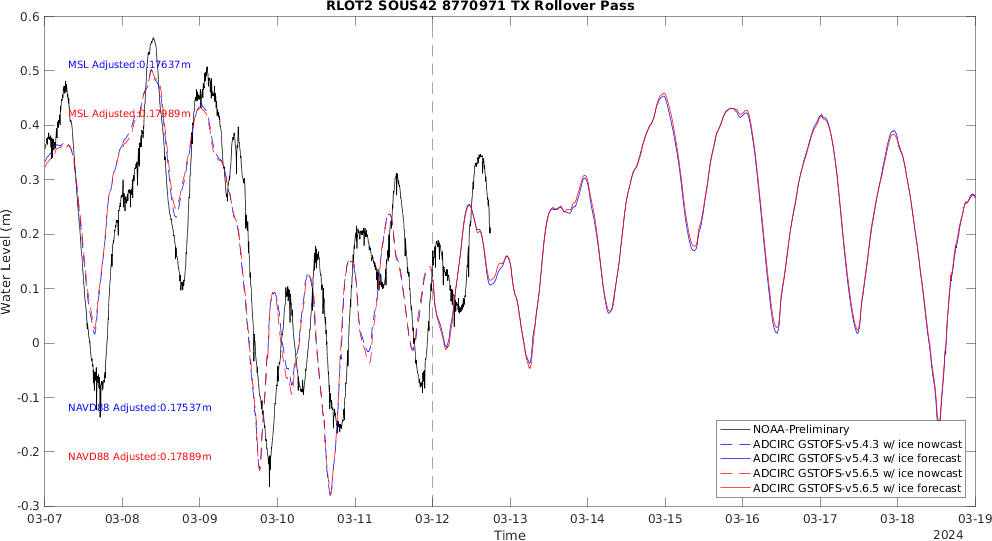 RLOT2 SOUS42 8770971 TX Rollover Pass
0.6
0.5
0.4
0.3
0.2
0.1
0
-0.1
-0.2
-0.3
Water Level (m)
MSL Adjusted:0.17637m
MSL Adjusted:0.17989m
NAVD88 Adjusted:0.17537m
NAVD88 Adjusted:0.17889m
NOAA-Preliminary
ADCIRC GSTOFS-v5.4.3 w/ ice nowcast
ADCIRC GSTOFS-v5.4.3 w/ ice forecast
ADCIRC GSTOFS-v5.6.5 w/ ice nowcast
ADCIRC GSTOFS-v5.6.5 w/ ice forecast
03-07 03-08 03-09 03-10 03-11 03-12 03-13 03-14 03-15 03-16 03-17 03-18 03-19
Time
2024